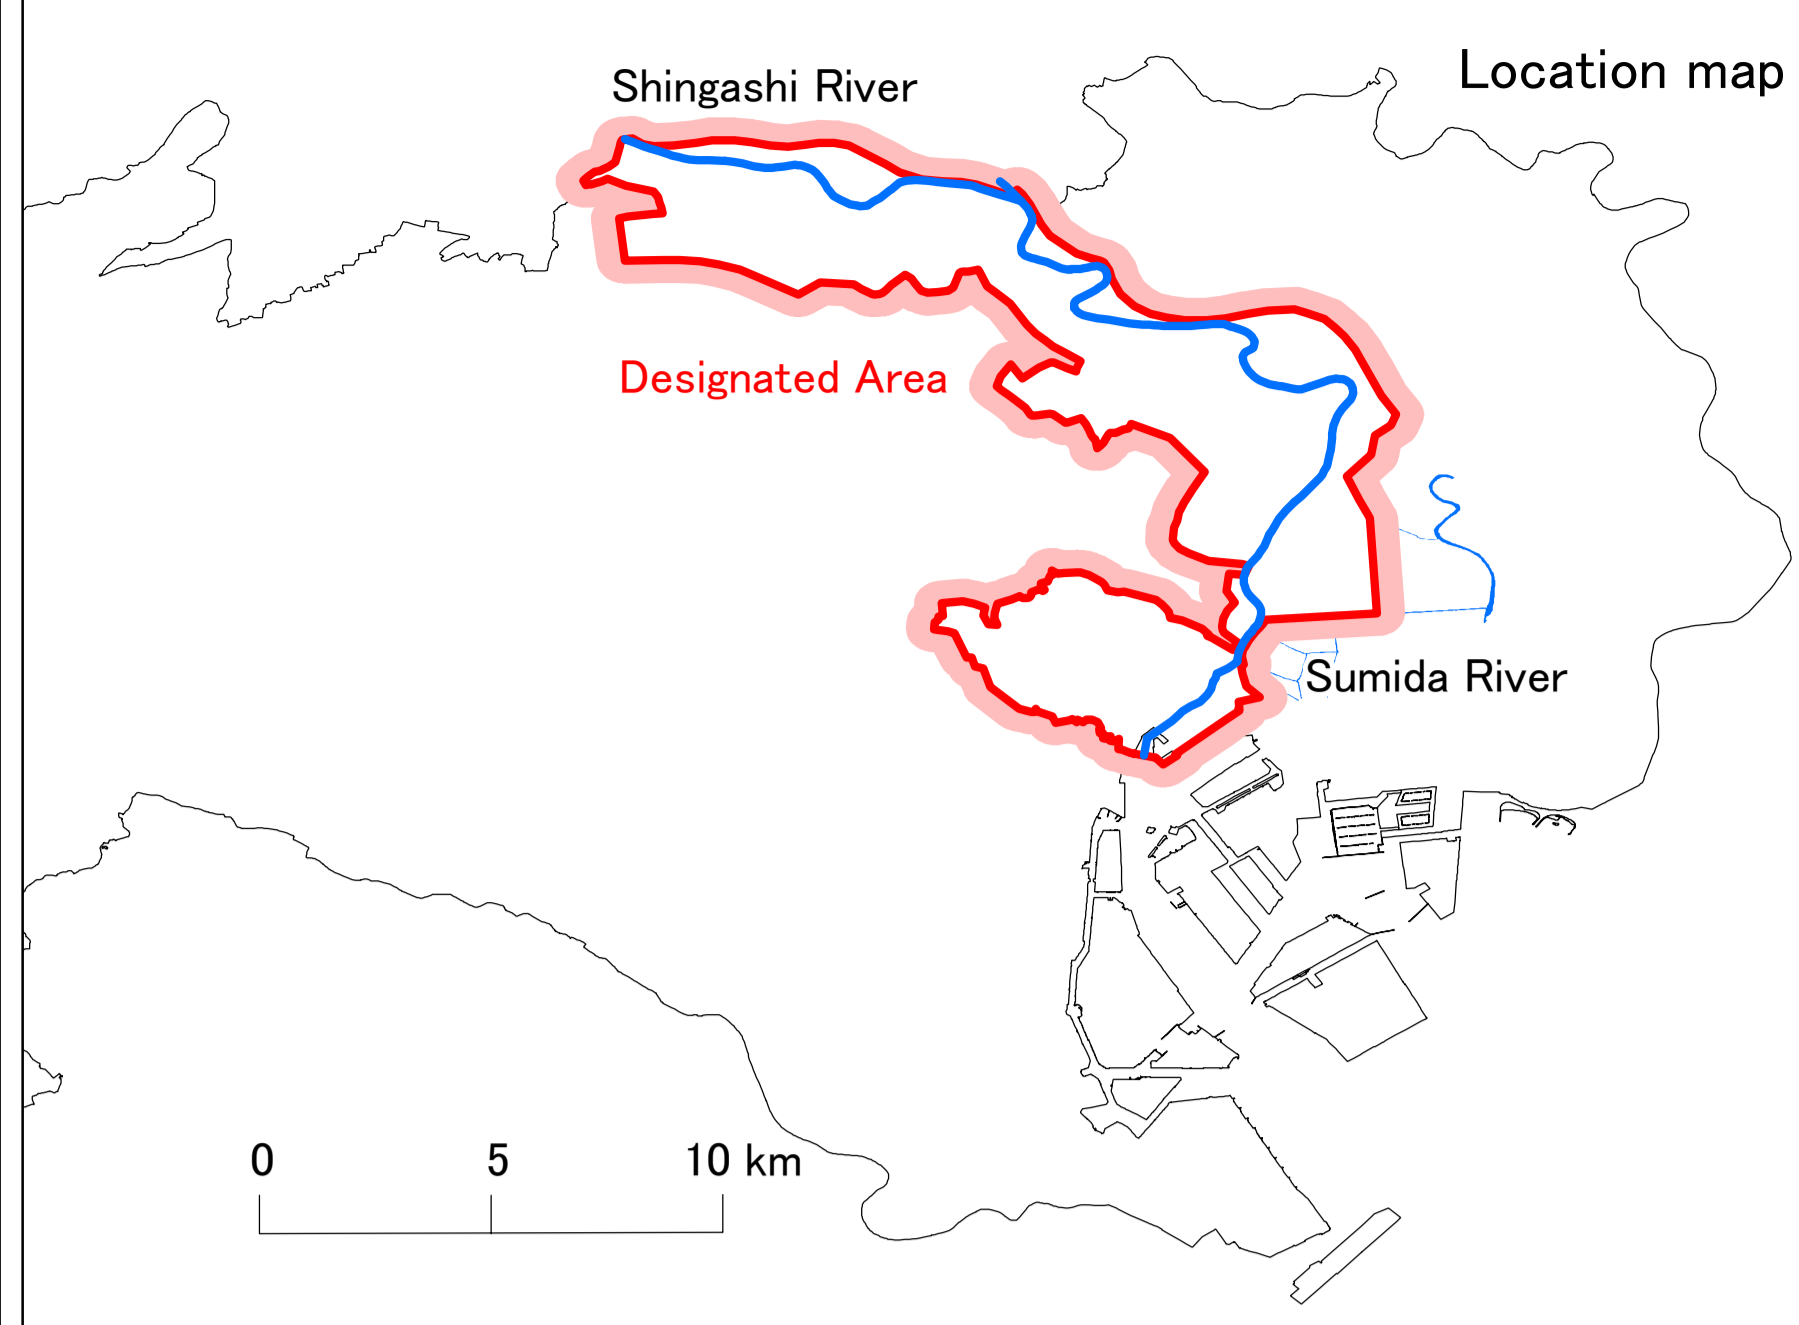 Location map
Shingashi River
Designated Area
Sumida River
0 5 10 km